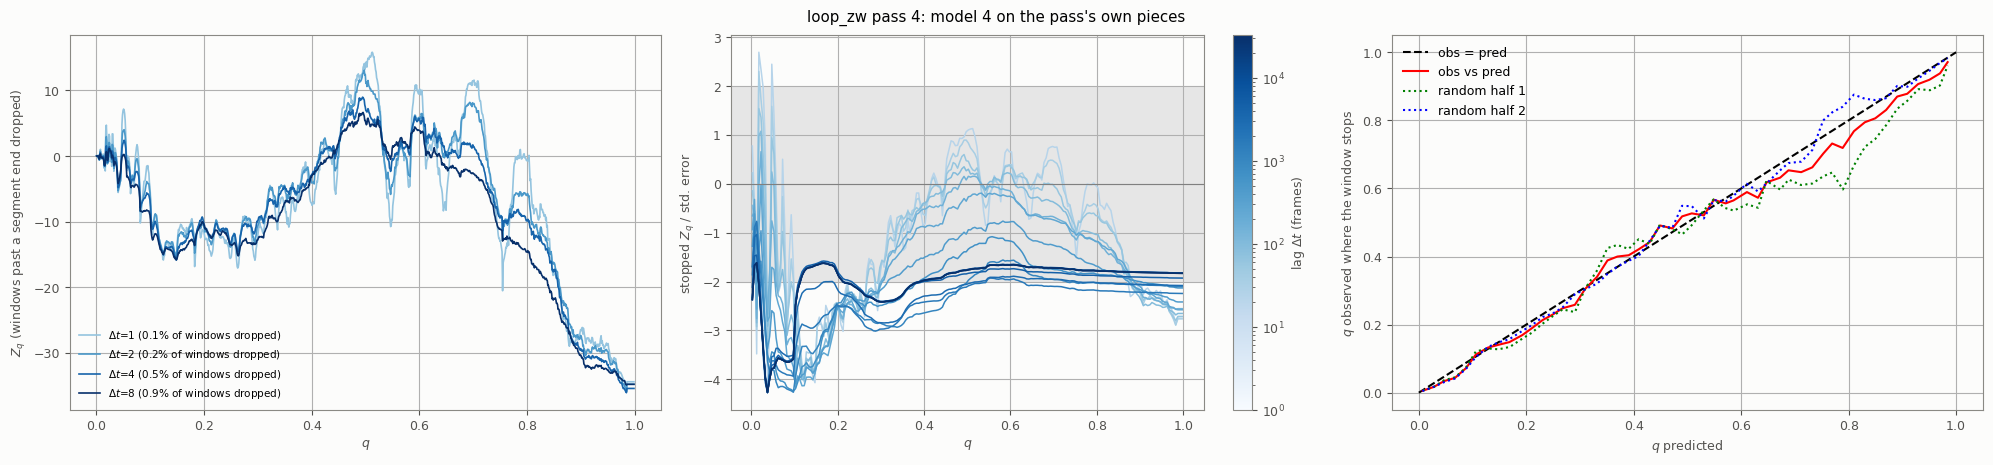 loop_zw pass 4: model 4 on the pass's own pieces
Z_q (windows past a segment end dropped)
10
0
−10
−20
−30
Δt=1 (0.1% of windows dropped)
Δt=2 (0.2% of windows dropped)
Δt=4 (0.5% of windows dropped)
Δt=8 (0.9% of windows dropped)
0.0 0.2 0.4 0.6 0.8 1.0
q
stopped Z_q / std. error
3
2
1
0
−1
−2
−3
−4
0.0 0.2 0.4 0.6 0.8 1.0
q
10^4
10^3
10^2
10^1
10^0
lag Δt (frames)
q observed where the window stops
1.0
0.8
0.6
0.4
0.2
0.0
obs = pred
obs vs pred
random half 1
random half 2
0.0 0.2 0.4 0.6 0.8 1.0
q predicted